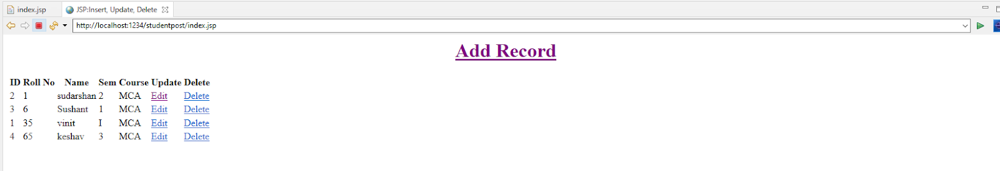 index.jsp JSP:Insert, Update, Delete
http://localhost:1234/studentpost/index.jsp
Add Record
ID Roll No Name Sem Course Update Delete
2 1 sudarshan 2 MCA Edit Delete
3 6 Sushant 1 MCA Edit Delete
1 35 vinit I MCA Edit Delete
4 65 keshav 3 MCA Edit Delete